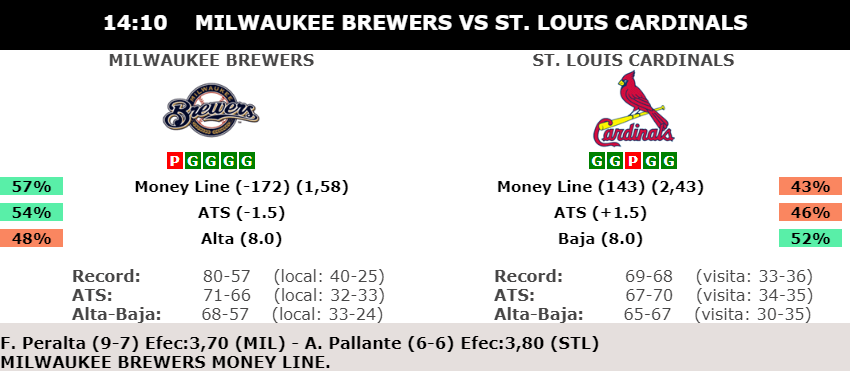 14:10 MILWAUKEE BREWERS VS ST. LOUIS CARDINALS
MILWAUKEE BREWERS ST. LOUIS CARDINALS
MILWAUKEE
Brewers
Cardinals
P G G G G G G P G G
57% Money Line (-172) (1,58) Money Line (143) (2,43) 43%
54% ATS (-1.5) ATS (+1.5) 46%
48% Alta (8.0) Baja (8.0) 52%
Record: 80-57 (local: 40-25) Record: 69-68 (visita: 33-36)
ATS: 71-66 (local: 32-33) ATS: 67-70 (visita: 34-35)
Alta-Baja: 68-57 (local: 33-24) Alta-Baja: 65-67 (visita: 30-35)
F. Peralta (9-7) Efec:3,70 (MIL) - A. Pallante (6-6) Efec:3,80 (STL)
MILWAUKEE BREWERS MONEY LINE.